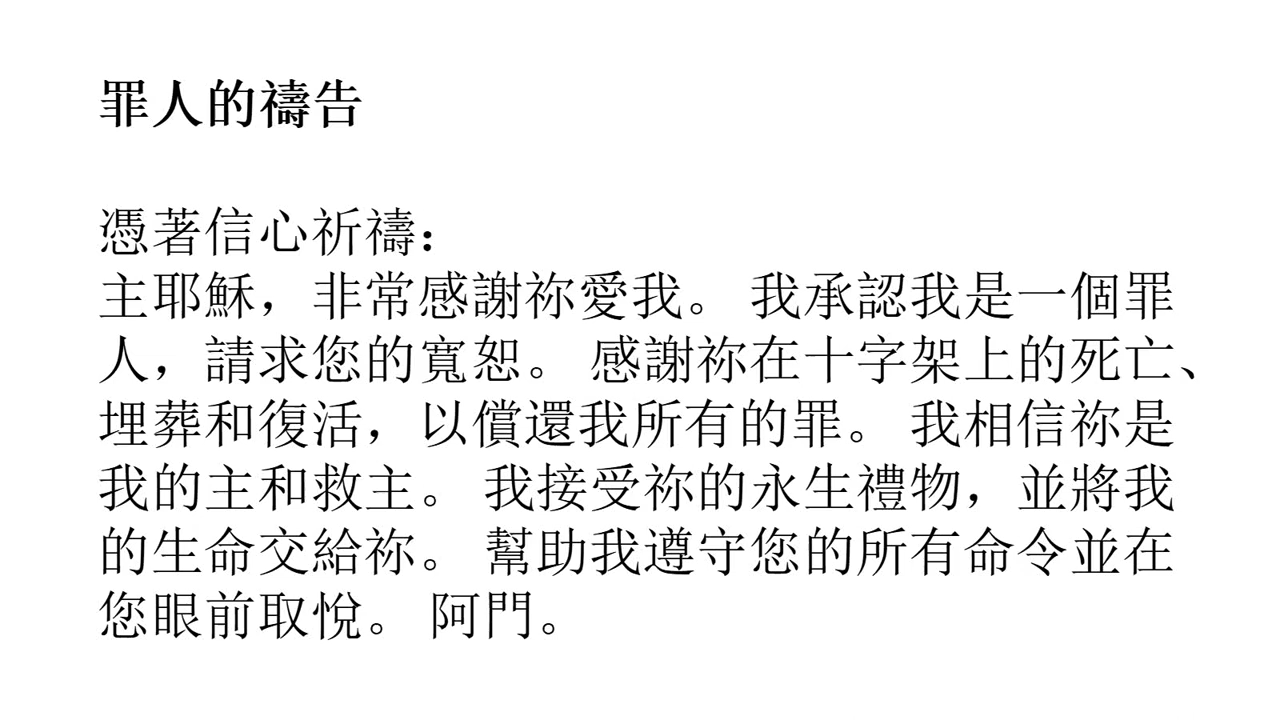 罪人的禱告
憑著信心祈禱:
主耶穌，非常感謝祢愛我。 我承認我是一個罪
人，請求您的寬恕。 感謝祢在十字架上的死亡、
埋葬和復活，以償還我所有的罪。 我相信祢是
我的主和救主。 我接受祢的永生禮物，並將我
的生命交給祢。 幫助我遵守您的所有命令並在
您眼前取悅。 阿門。